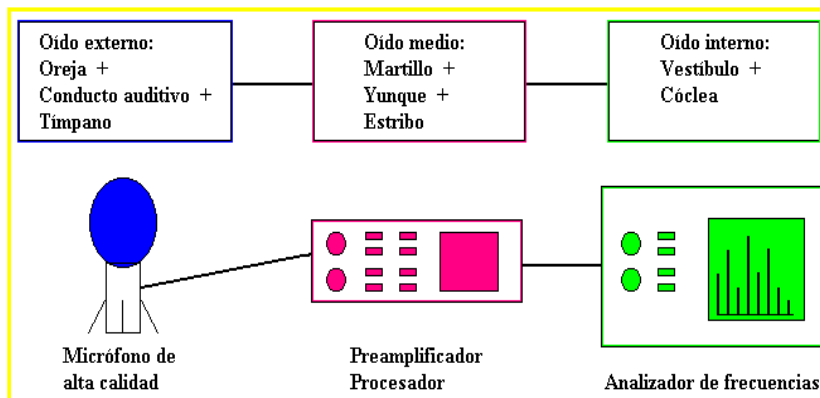 Oído externo:
Oreja +
Conducto auditivo +
Tímpano
Oído medio:
Martillo +
Yunque +
Estribo
Oído interno:
Vestíbulo +
Cóclea
Micrófono de
alta calidad
Preamplificador
Procesador
Analizador de frecuencias